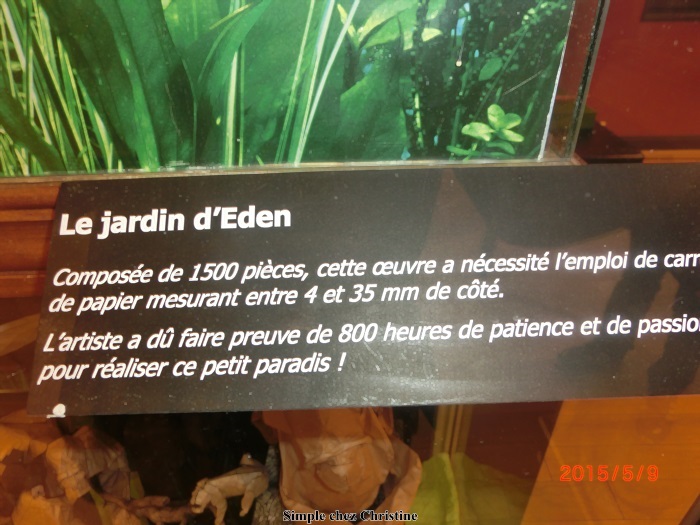 Le jardin d'Eden
Composée de 1500 pièces, cette œuvre a nécessité l'emploi de
de papier mesurant entre 4 et 35 mm de côté.
L'artiste a dû faire preuve de 800 heures de patience et de
pour réaliser ce petit paradis !
2015/5/9
Simple chez Christine